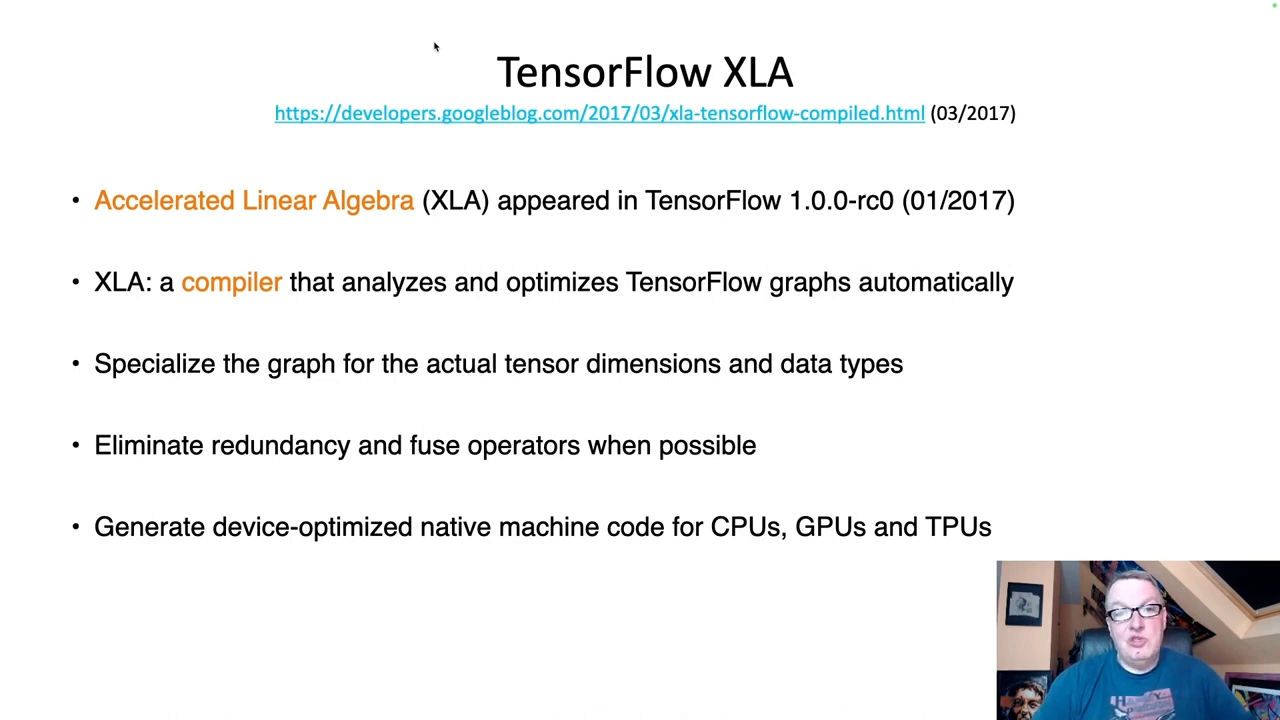 TensorFlow XLA
https://developers.googleblog.com/2017/03/xla-tensorflow-compiled.html (03/2017)
• Accelerated Linear Algebra (XLA) appeared in TensorFlow 1.0.0-rc0 (01/2017)
• XLA: a compiler that analyzes and optimizes TensorFlow graphs automatically
• Specialize the graph for the actual tensor dimensions and data types
• Eliminate redundancy and fuse operators when possible
• Generate device-optimized native machine code for CPUs, GPUs and TPUs